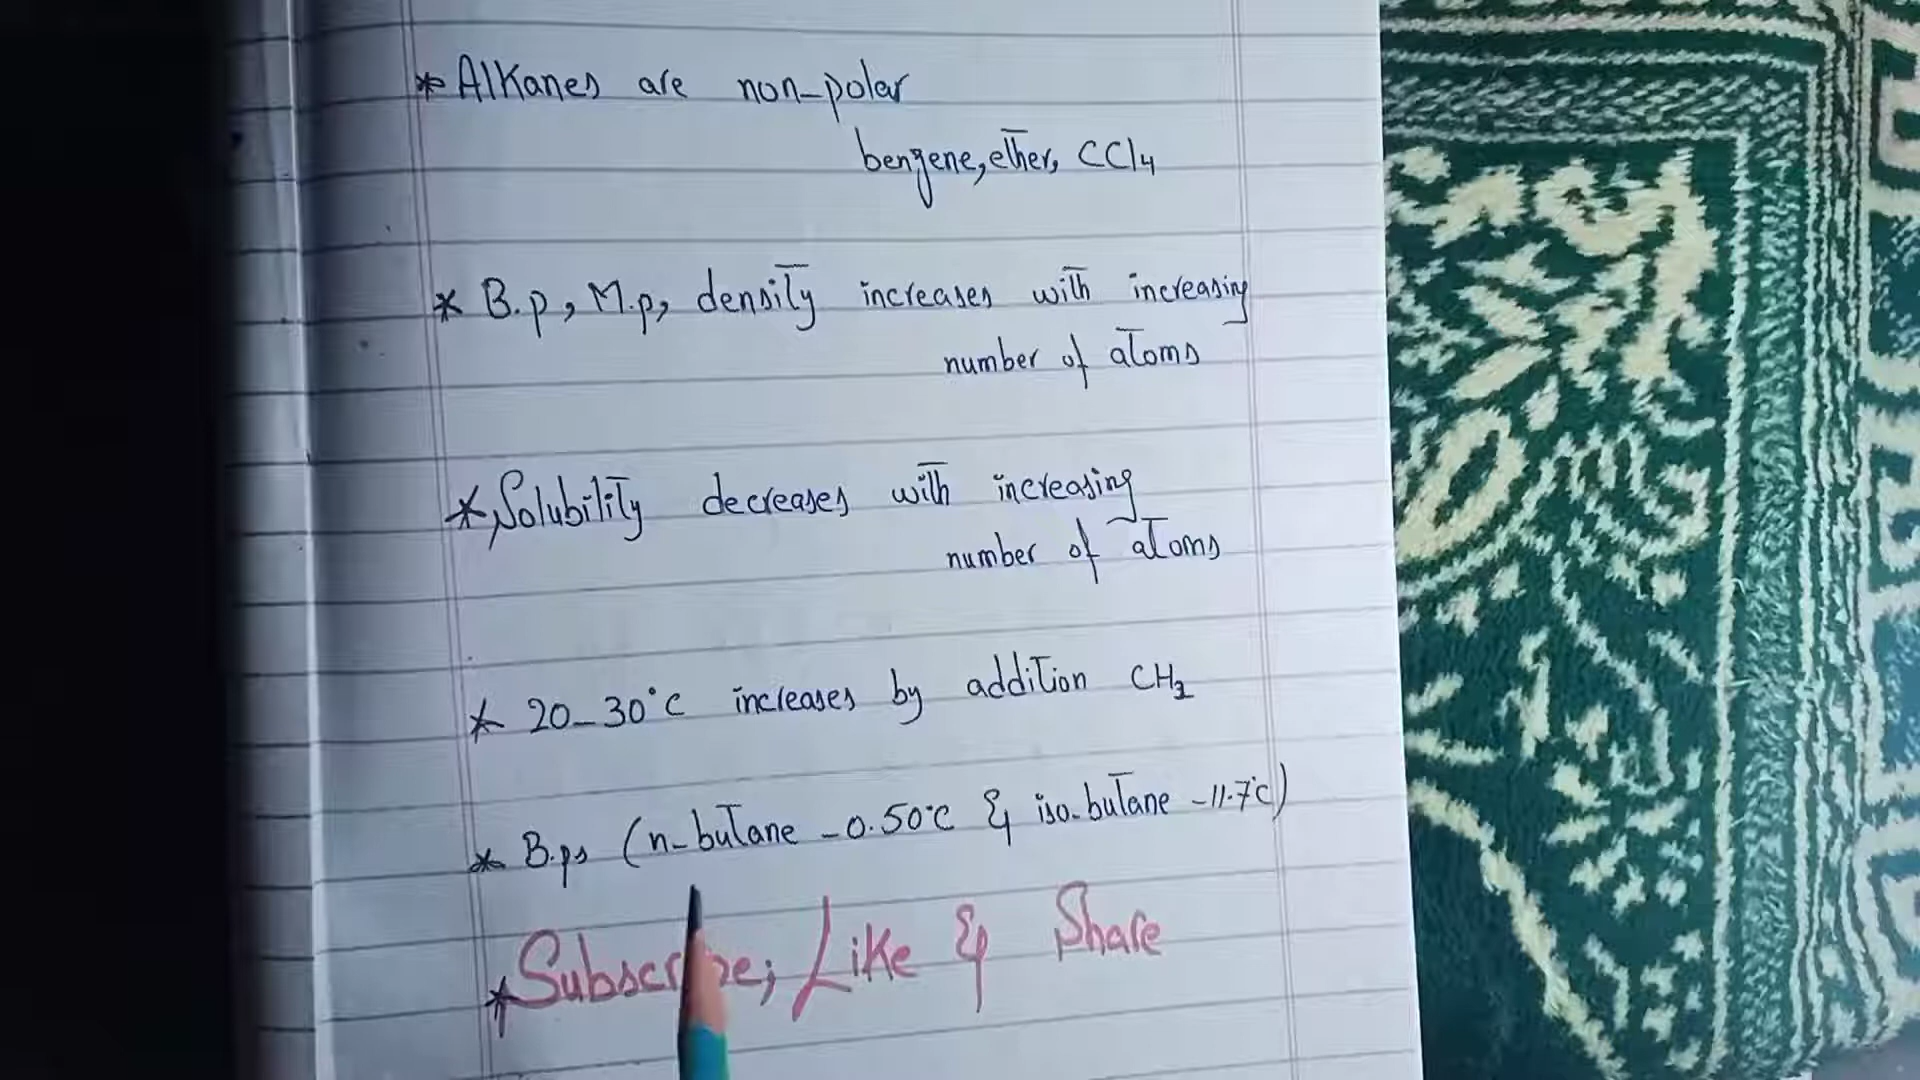 * Alkanes are non-polar
benzene, ether, CCl4
* B.p, M.p, density increases with increasing
number of atoms
* Solubility decreases with increasing
number of atoms
* 20-30°C increases by addition CH2
* B.ps (n-butane -0.50°C & iso-butane -11.7°C)
* Like & Share